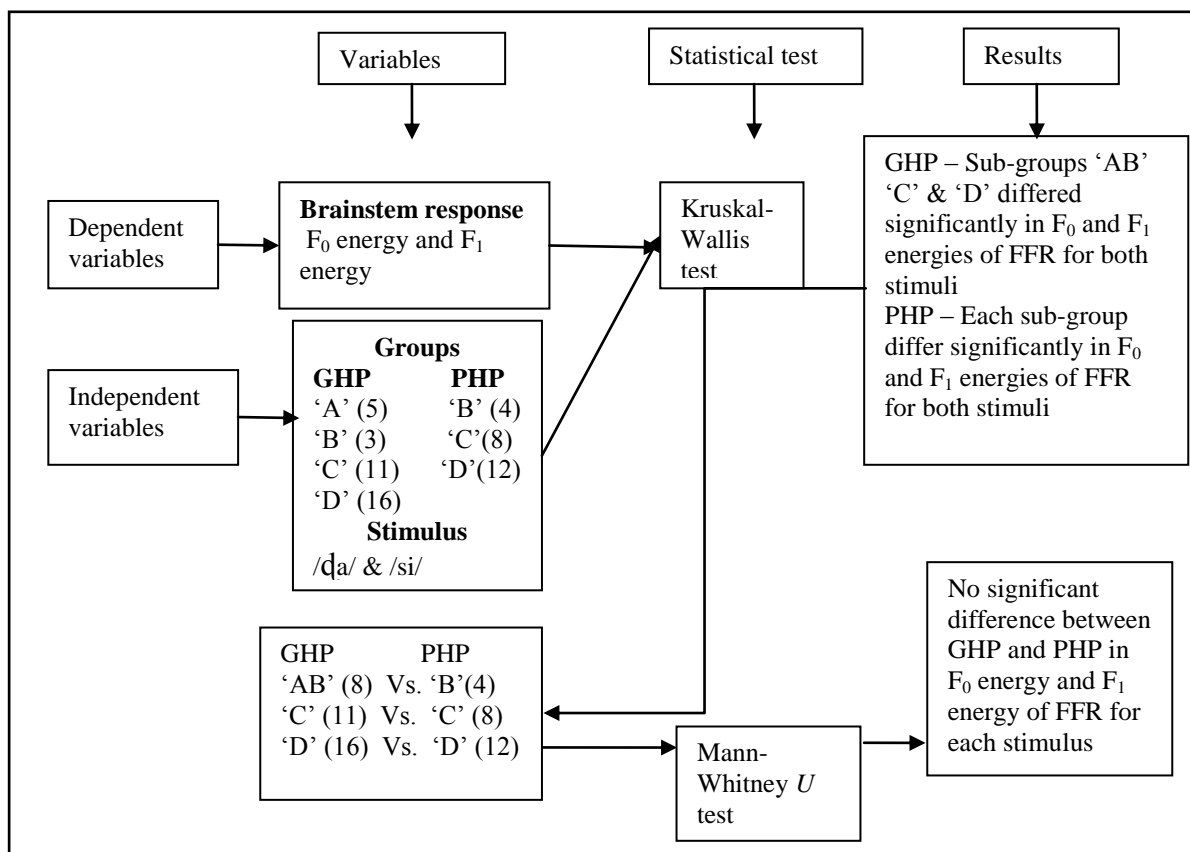 Variables
Statistical test
Results
Dependent
variables
Brainstem response
F₀ energy and F₁
energy
Kruskal-
Wallis
test
GHP – Sub-groups ‘AB’
‘C’ & ‘D’ differed
significantly in F₀ and F₁
energies of FFR for both
stimuli
PHP – Each sub-group
differ significantly in F₀
and F₁ energies of FFR
for both stimuli
Independent
variables
Groups
GHP PHP
‘A’ (5) ‘B’ (4)
‘B’ (3) ‘C’(8)
‘C’ (11) ‘D’(12)
‘D’ (16)
Stimulus
/ɖa/ & /si/
GHP PHP
‘AB’ (8) Vs. ‘B’(4)
‘C’ (11) Vs. ‘C’ (8)
‘D’ (16) Vs. ‘D’ (12)
Mann-
Whitney U
test
No significant
difference between
GHP and PHP in
F₀ energy and F₁
energy of FFR for
each stimulus